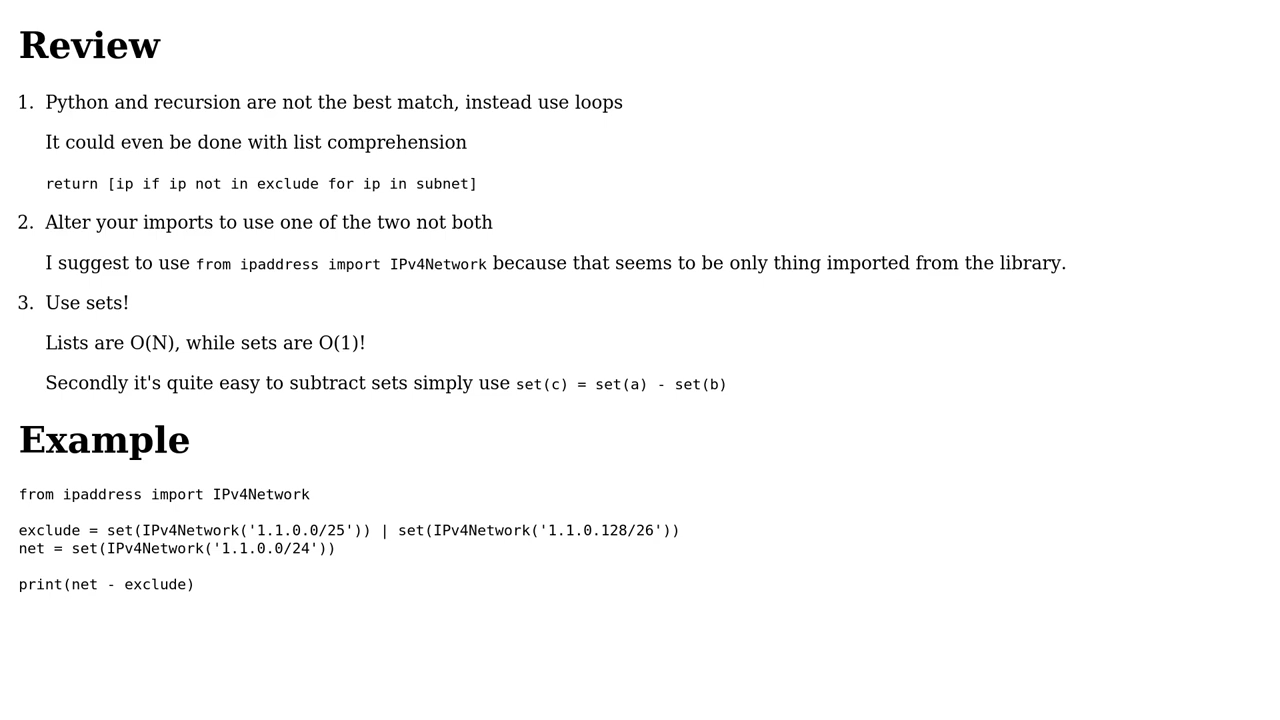 Review
1. Python and recursion are not the best match, instead use loops
It could even be done with list comprehension
return [ip if ip not in exclude for ip in subnet]
2. Alter your imports to use one of the two not both
I suggest to use from ipaddress import IPv4Network because that seems to be only thing imported from the library.
3. Use sets!
Lists are O(N), while sets are O(1)!
Secondly it's quite easy to subtract sets simply use set(c) = set(a) - set(b)
Example
from ipaddress import IPv4Network
exclude = set(IPv4Network('1.1.0.0/25')) | set(IPv4Network('1.1.0.128/26'))
net = set(IPv4Network('1.1.0.0/24'))
print(net - exclude)